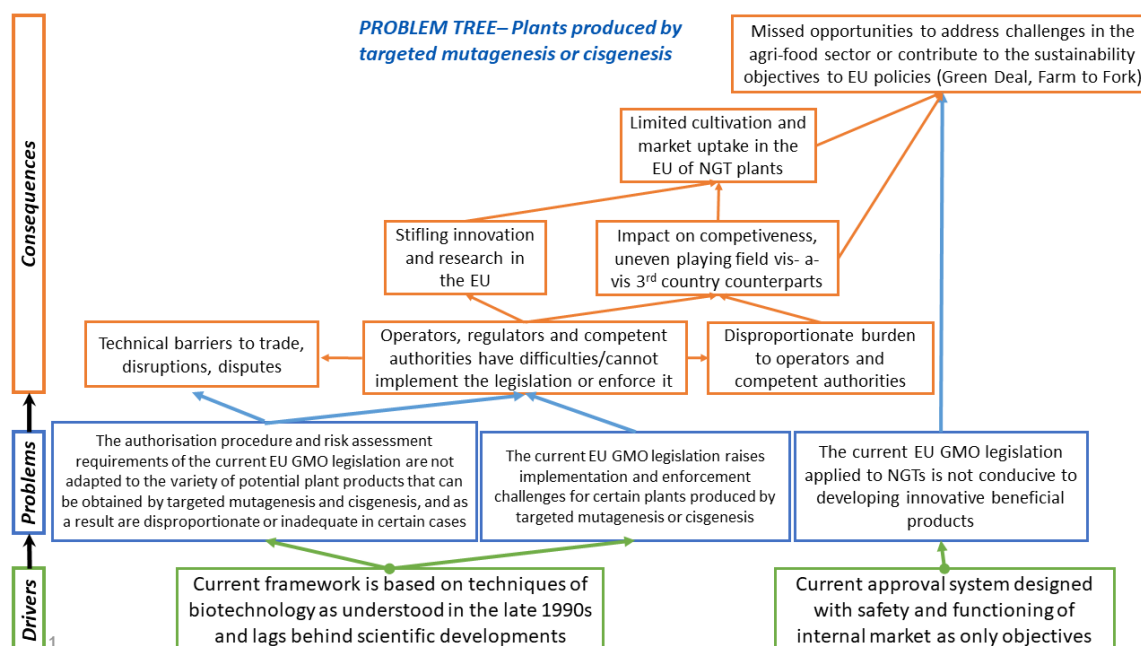 PROBLEM TREE– Plants produced by
targeted mutagenesis or cisgenesis
Consequences
Missed opportunities to address challenges in the
agri-food sector or contribute to the sustainability
objectives to EU policies (Green Deal, Farm to Fork)
Limited cultivation and
market uptake in the
EU of NGT plants
Stifling innovation
and research in
the EU
Impact on competiveness,
uneven playing field vis- a-
vis 3rd country counterparts
Technical barriers to trade,
disruptions, disputes
Operators, regulators and competent
authorities have difficulties/cannot
implement the legislation or enforce it
Disproportionate burden
to operators and
competent authorities
Problems
The authorisation procedure and risk assessment
requirements of the current EU GMO legislation are not
adapted to the variety of potential plant products that can
be obtained by targeted mutagenesis and cisgenesis, and as
a result are disproportionate or inadequate in certain cases
The current EU GMO legislation raises
implementation and enforcement
challenges for certain plants produced by
targeted mutagenesis or cisgenesis
The current EU GMO legislation
applied to NGTs is not conducive to
developing innovative beneficial
products
Drivers
Current framework is based on techniques of
biotechnology as understood in the late 1990s
and lags behind scientific developments
Current approval system designed
with safety and functioning of
internal market as only objectives
1